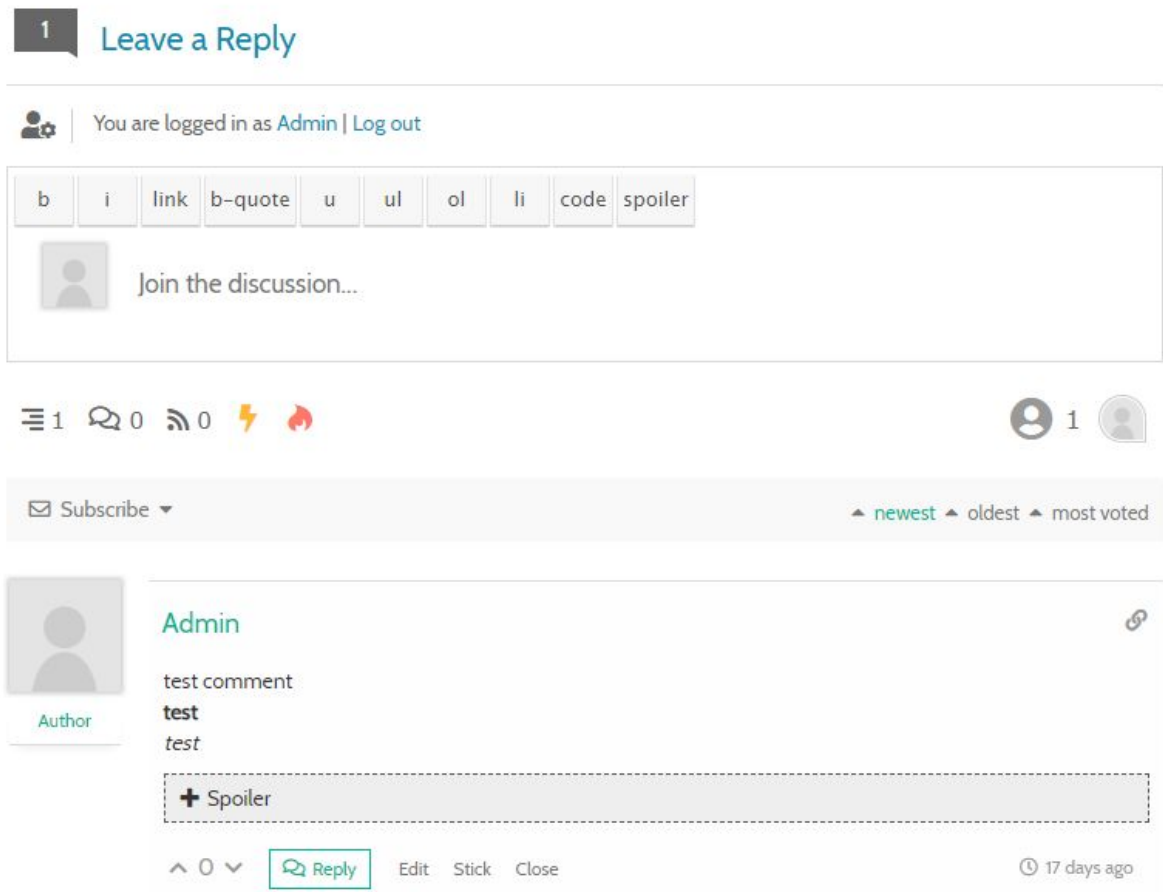 1
Leave a Reply
You are logged in as Admin | Log out
b i link b-quote u ul ol li code spoiler
Join the discussion...
1 0 0 1
Subscribe newest oldest most voted
Admin
test comment
test
Author
test
Spoiler
0 Reply Edit Stick Close 17 days ago